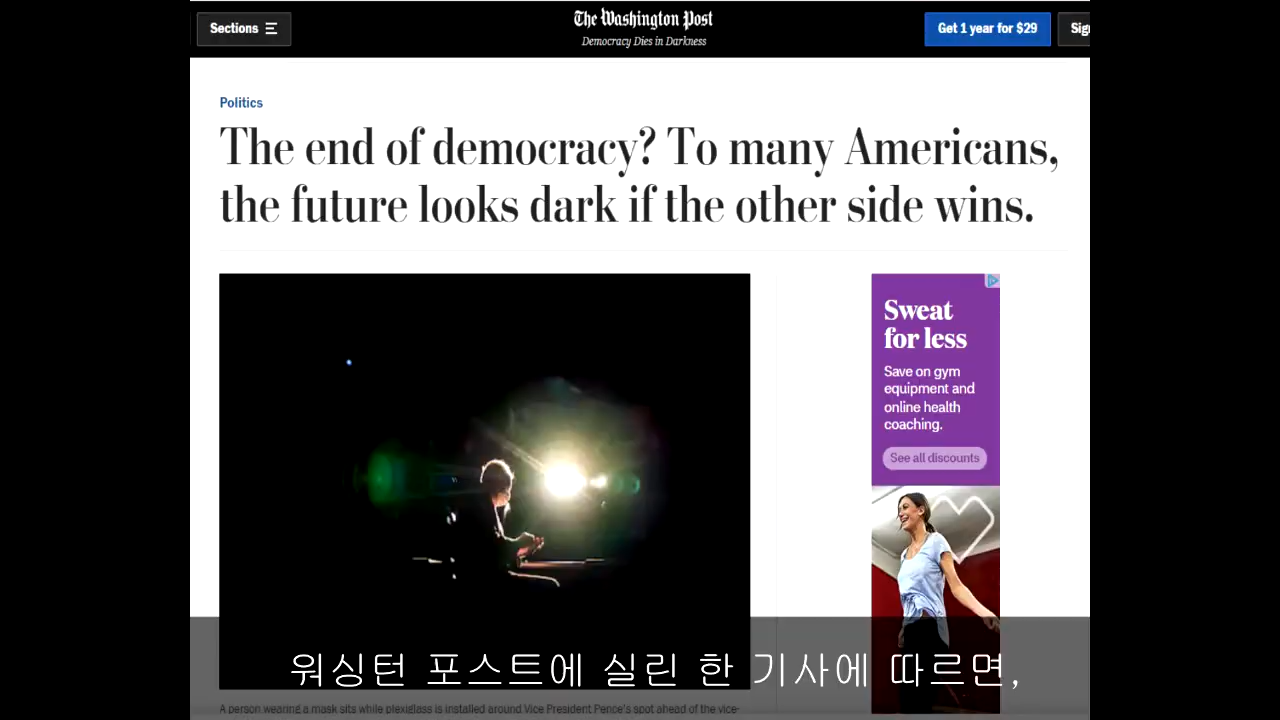 Sections
The Washington Post
Democracy Dies in Darkness
Get 1 year for $29
Politics
The end of democracy? To many Americans,
the future looks dark if the other side wins.
Sweat
for less
Save on gym
equipment and
online health
coaching.
See all discounts
워싱턴 포스트에 실린 한 기사에 따르면,
A person wearing a mask sits while plexiglass is installed around Vice President Pence's spot ahead of the vice-